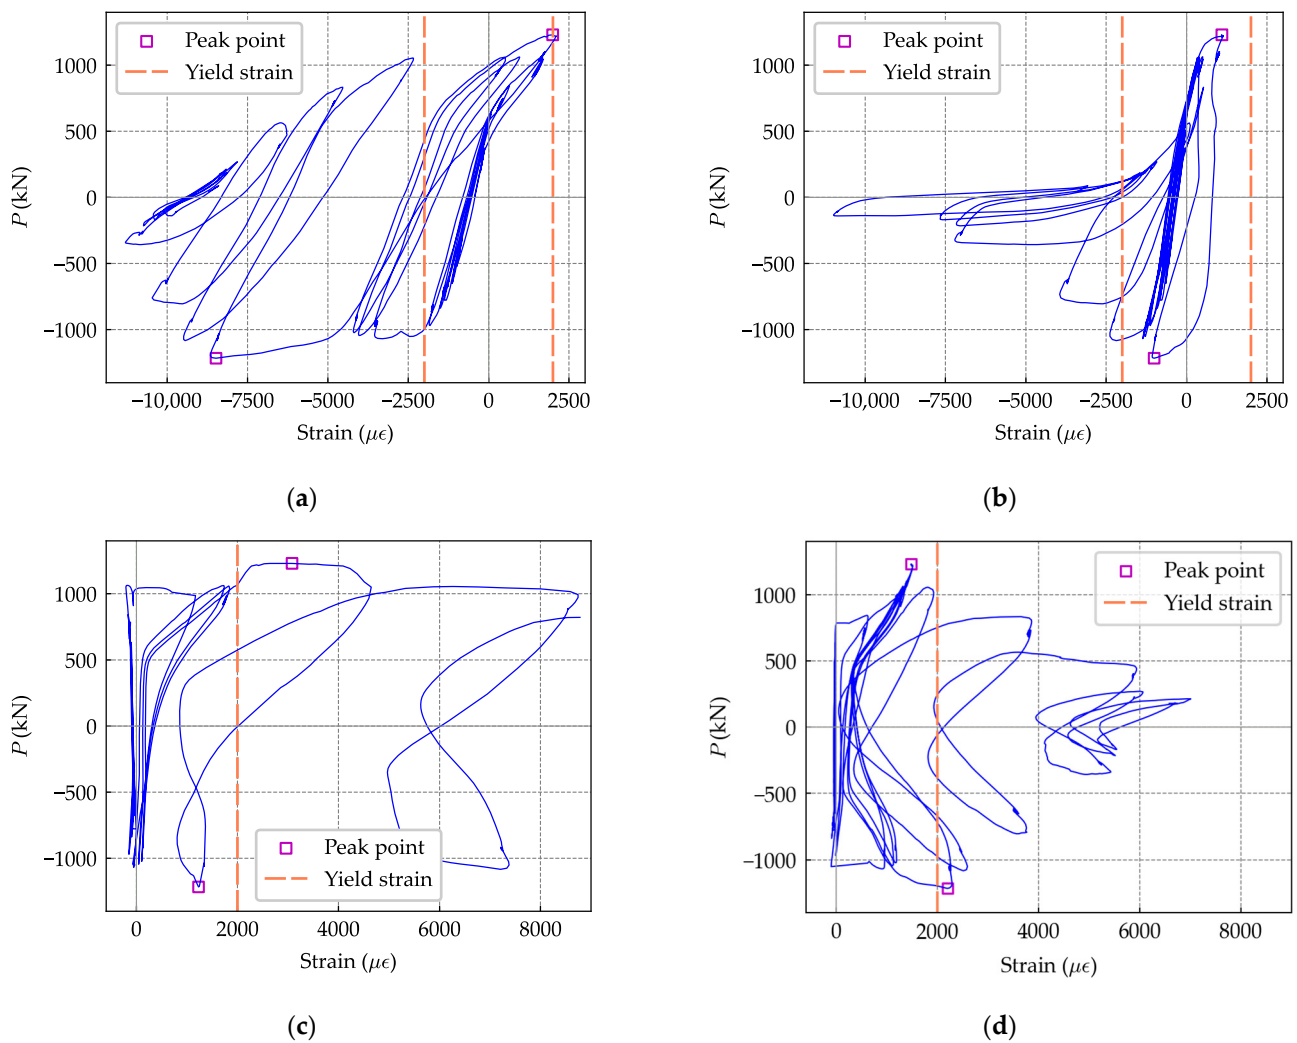 Peak point
Yield strain
1000
500
0
−500
−1000
P (kN)
−10,000 −7500 −5000 −2500 0 2500
Strain (μϵ)
(a)
Peak point
Yield strain
1000
500
0
−500
−1000
P (kN)
−10,000 −7500 −5000 −2500 0 2500
Strain (μϵ)
(b)
1000
500
0
−500
−1000
P (kN)
Peak point
Yield strain
0 2000 4000 6000 8000
Strain (μϵ)
(c)
Peak point
Yield strain
1000
500
0
−500
−1000
P (kN)
0 2000 4000 6000 8000
Strain (μϵ)
(d)